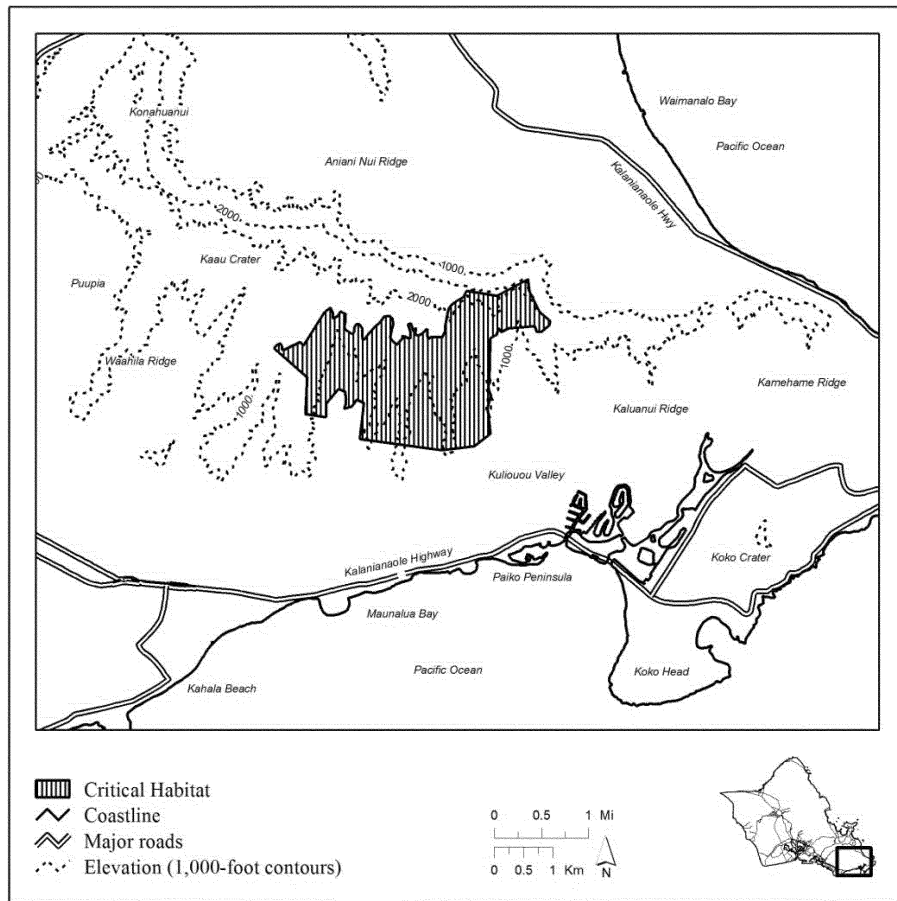 Konahuanui
Waimanalo Bay
Pacific Ocean
Aniani Nui Ridge
Kalanianaole Hwy
2000
Kaau Crater
1000
Puupia
2000
Waahila Ridge
1000
Kamehame Ridge
1000
Kaluanui Ridge
Kuliouou Valley
Kalanianaole Highway
Koko Crater
Paiko Peninsula
Maunalua Bay
Pacific Ocean
Koko Head
Kahala Beach
Critical Habitat
Coastline
Major roads
Elevation (1,000-foot contours)
0 0.5 1 Mi
0 0.5 1 Km
N